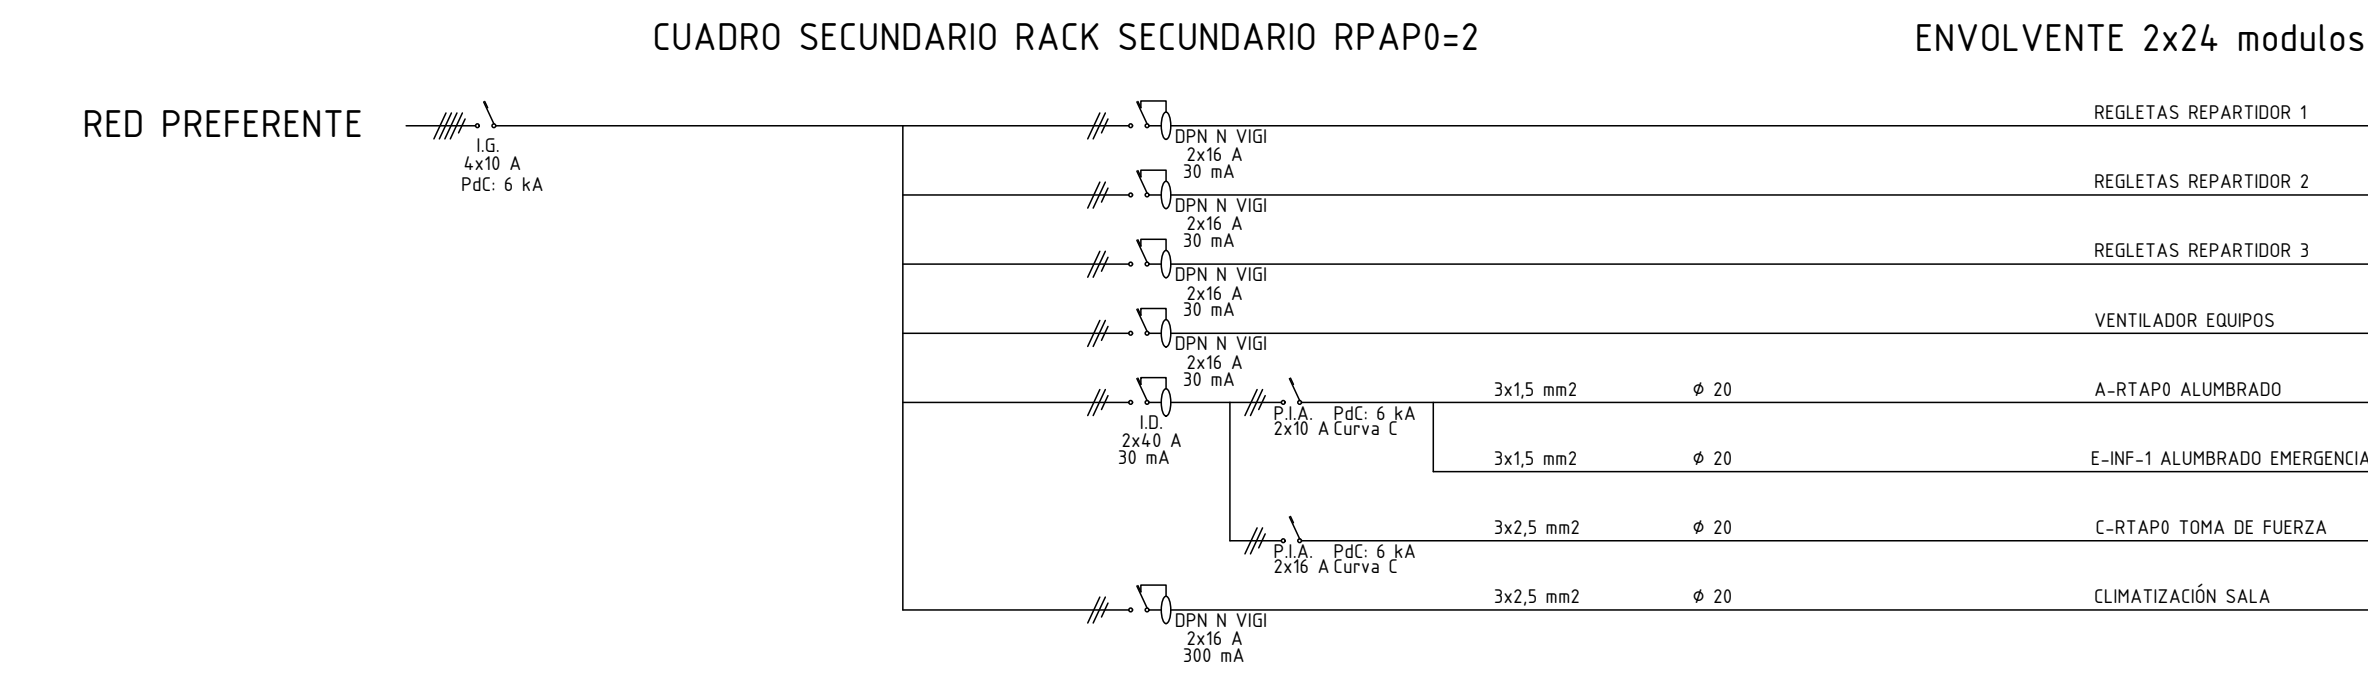 CUADRO SECUNDARIO RACK SECUNDARIO RPAP0=2
ENVOLVENTE 2x24 modulos
RED PREFERENTE
I.G.
4x10 A
PdC: 6 kA
DPN N VIGI
2x16 A
30 mA
REGLETAS REPARTIDOR 1
DPN N VIGI
2x16 A
30 mA
REGLETAS REPARTIDOR 2
DPN N VIGI
2x16 A
30 mA
REGLETAS REPARTIDOR 3
DPN N VIGI
2x16 A
30 mA
VENTILADOR EQUIPOS
I.D.
2x40 A
30 mA
P.I.A. PdC: 6 kA
2x10 A Curva C
3x1,5 mm2
ϕ 20
A-RTAP0 ALUMBRADO
3x1,5 mm2
ϕ 20
E-INF-1 ALUMBRADO EMERGENCIA
P.I.A. PdC: 6 kA
2x16 A Curva C
3x2,5 mm2
ϕ 20
C-RTAP0 TOMA DE FUERZA
DPN N VIGI
2x16 A
300 mA
3x2,5 mm2
ϕ 20
CLIMATIZACIÓN SALA